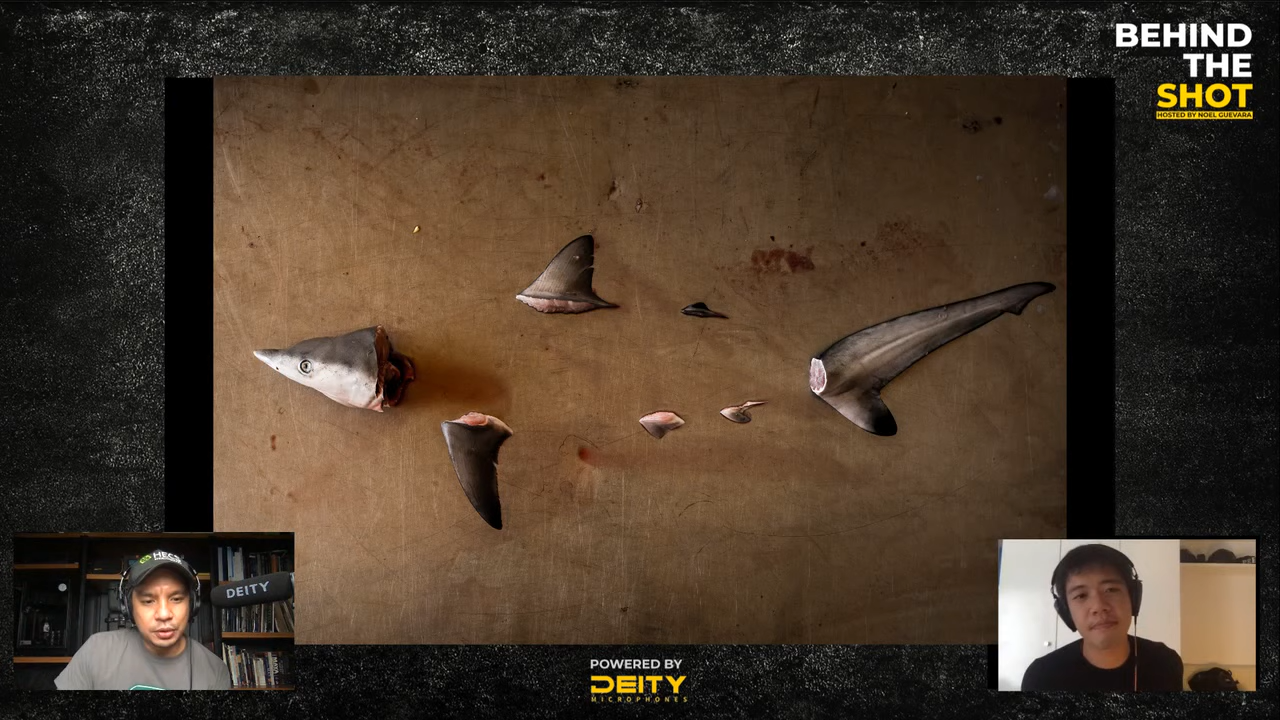 BEHIND
THE
SHOT
HOSTED BY NOEL GUEVARA
DEITY
POWERED BY
DEITY
MICROPHONES